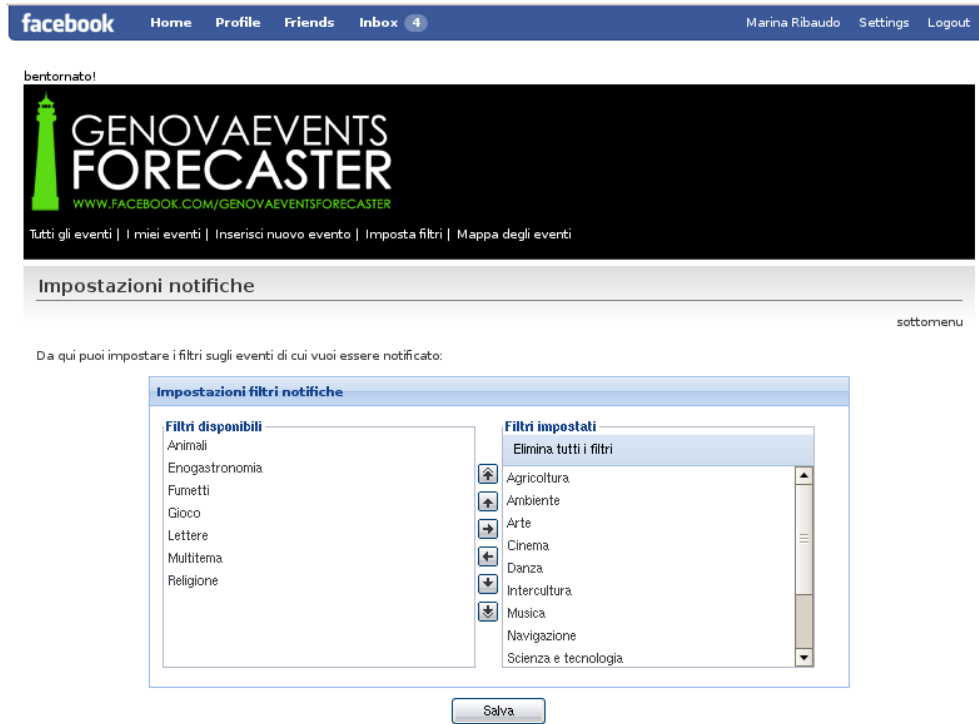 facebook Home Profile Friends Inbox 4 Marina Ribaudo Settings Logout
bentornato!
GENOVAEVENTS
FORECASTER
WWW.FACEBOOK.COM/GENOVAEVENTSFORECASTER
Tutti gli eventi | I miei eventi | Inserisci nuovo evento | Imposta filtri | Mappa degli eventi
Impostazioni notifiche
sottomenu
Da qui puoi impostare i filtri sugli eventi di cui vuoi essere notificato:
Impostazioni filtri notifiche
Filtri disponibili
Animali
Enogastronomia
Fumetti
Gioco
Lettere
Multitema
Religione
Filtri impostati
Elimina tutti i filtri
Agricoltura
Ambiente
Arte
Cinema
Danza
Intercultura
Musica
Navigazione
Scienza e tecnologia
Salva